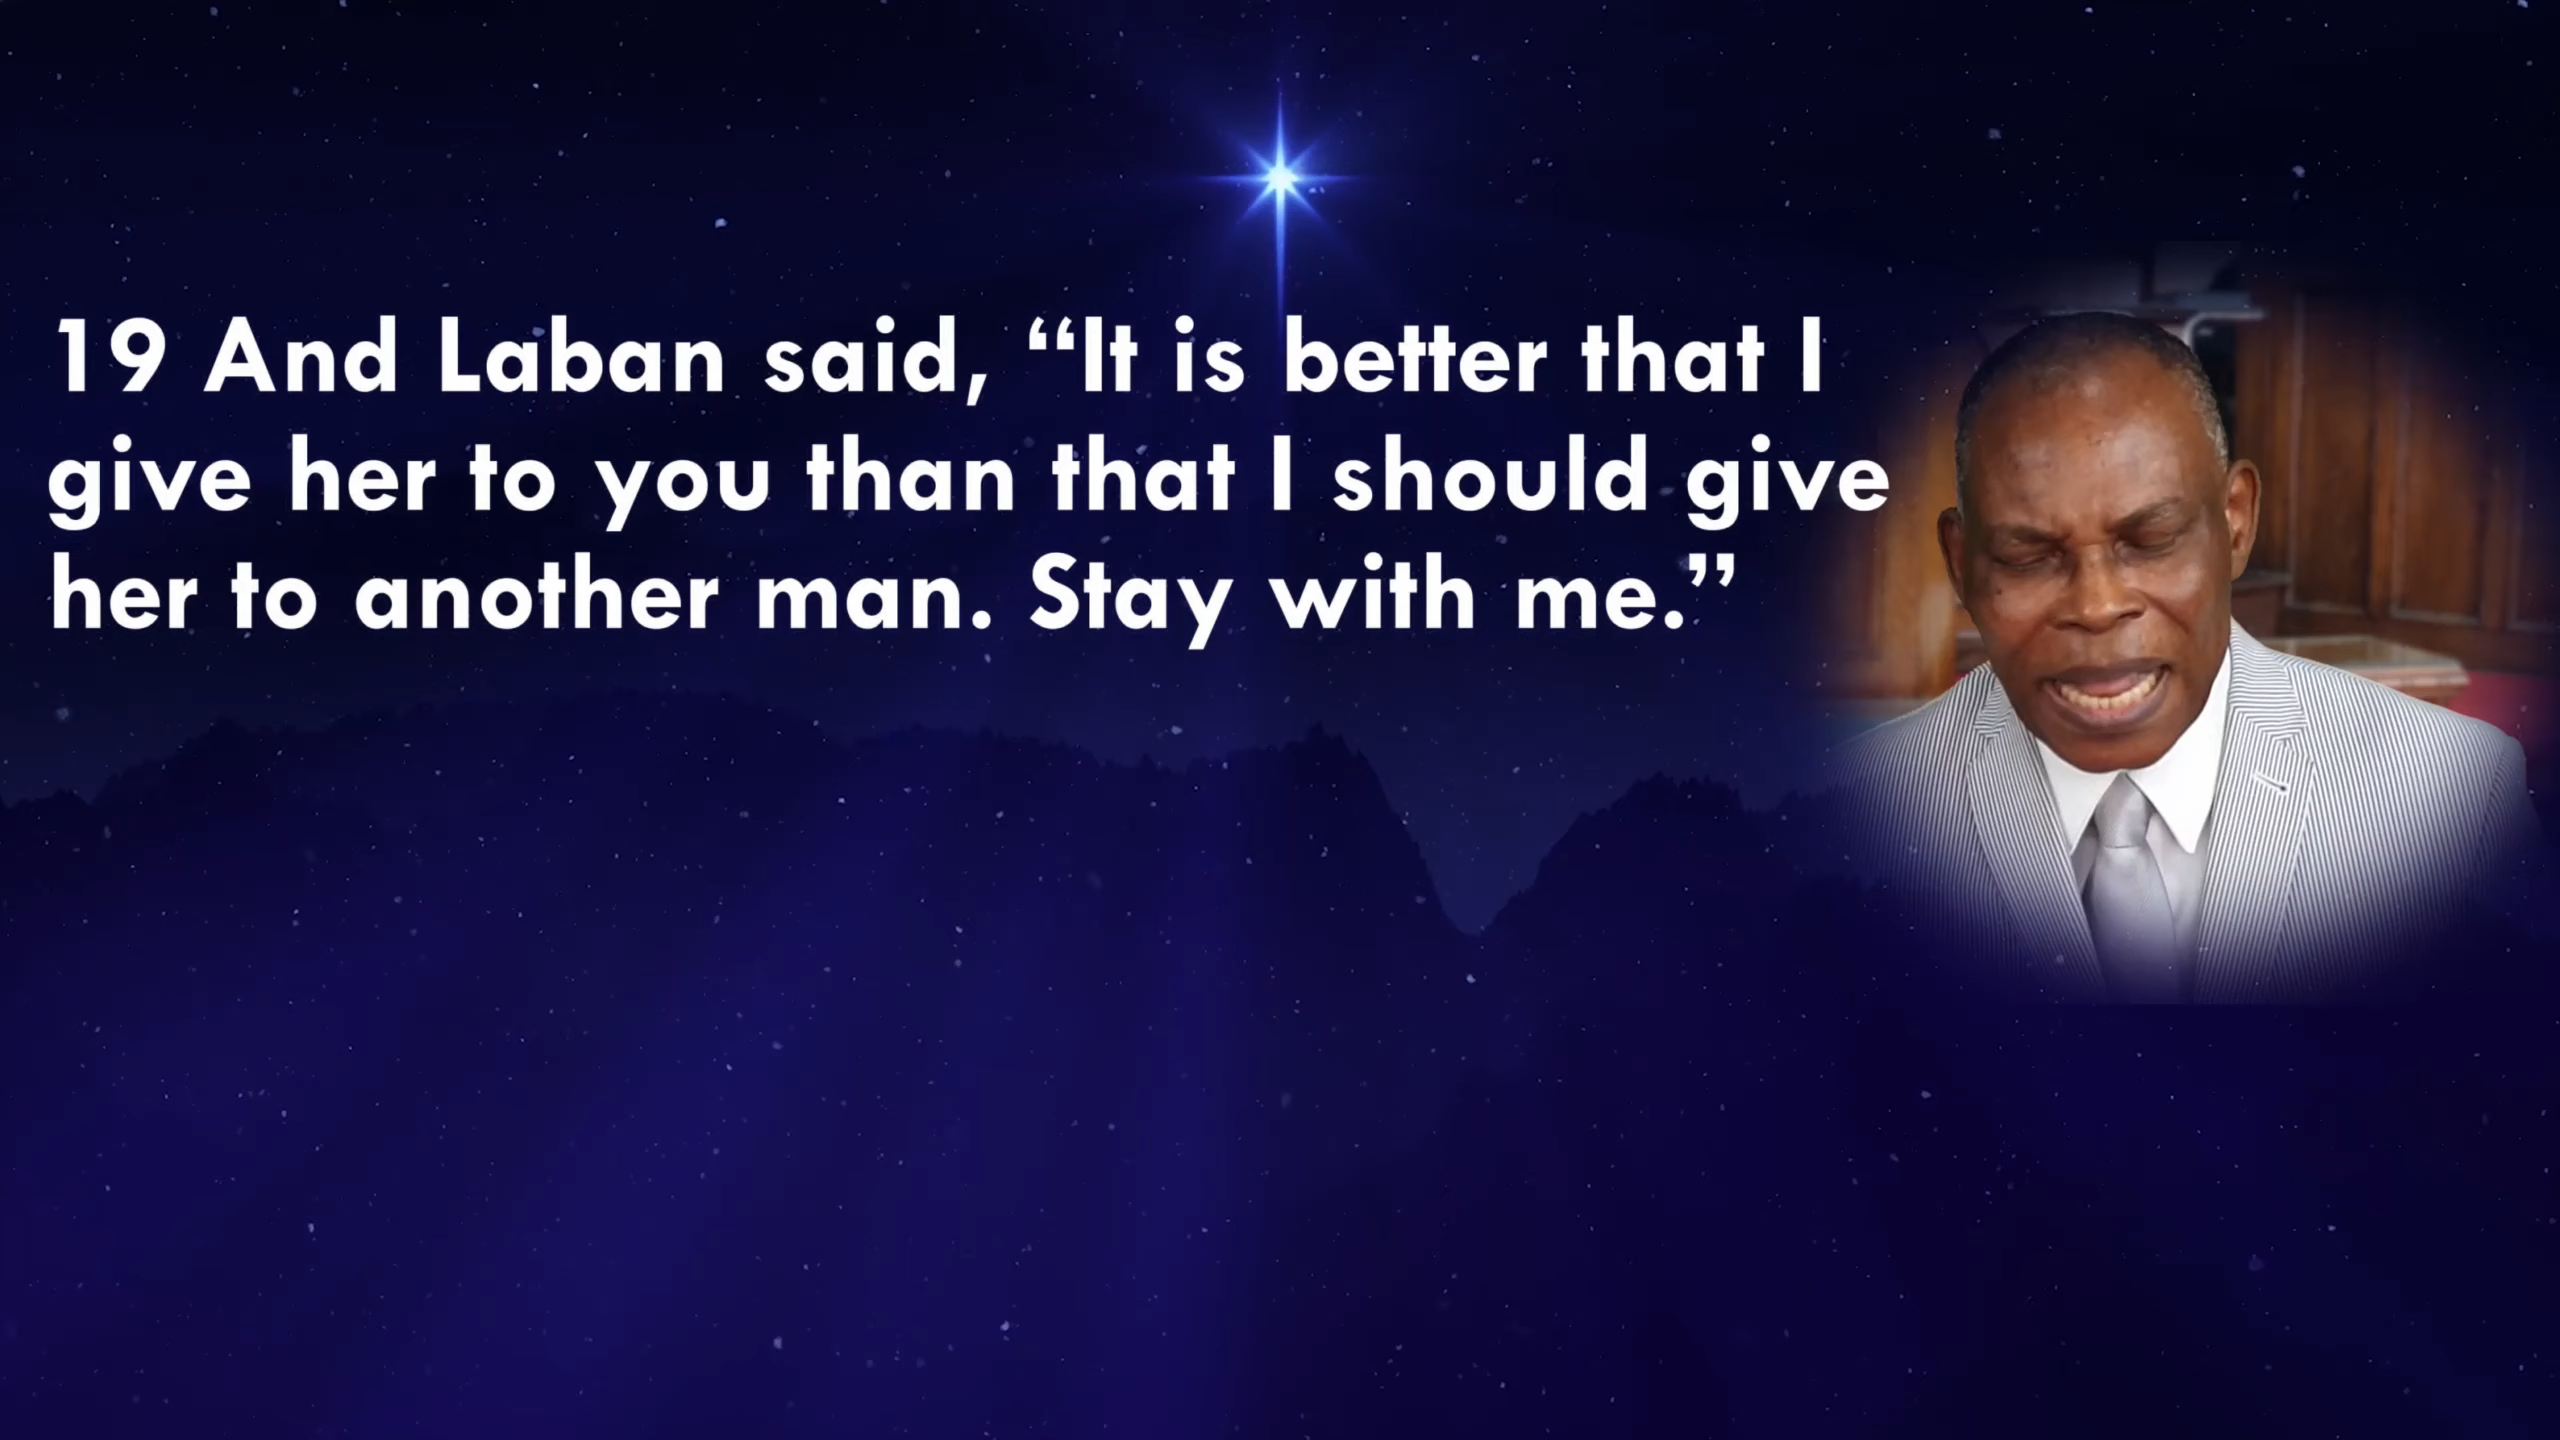 19 And Laban said, “It is better that I
give her to you than that I should give
her to another man. Stay with me.”